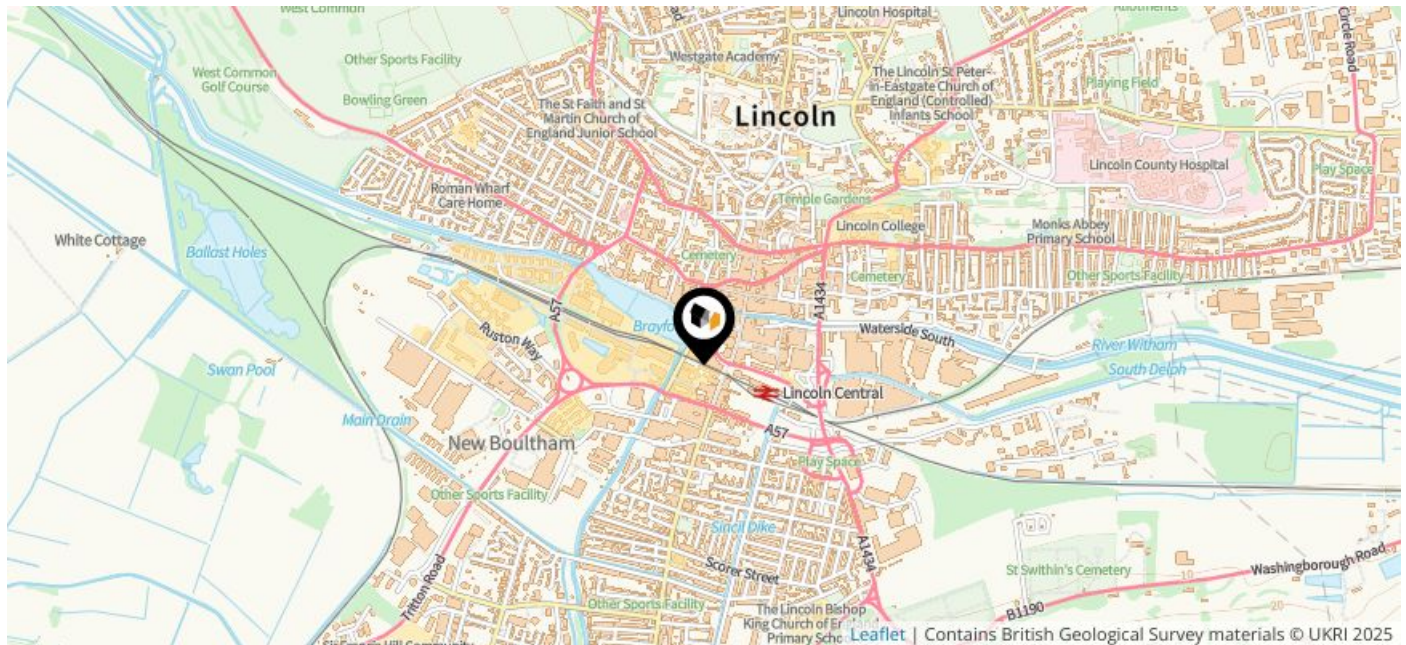 West Common
Lincoln Hospital
Allotments
Road
Circle Road
Other Sports Facility
Westgate Academy
West Common
Golf Course
Bowling Green
The St Faith and St
Martin Church of
England Junior School
Lincoln
The Lincoln St Peter-
in-Eastgate Church of
England (Controlled)
Infants School
Playing Field
Lincoln County Hospital
Play Space
Roman Wharf
Care Home
Temple Gardens
Lincoln College
Monks Abbey
Primary School
White Cottage
Ballast Holes
Cemetery
Cemetery
Other Sports Facility
A57
A1434
Ruston Way
Waterside South
River Witham
South Delph
Swan Pool
Main Drain
Lincoln Central
New Boultham
A57
Play Space
Other Sports Facility
Sincil Dike
A1434
Scorer Street
Tritton Road
St Swithin's Cemetery
10
Washingborough Road
Other Sports Facility
B1190
20
The Lincoln Bishop
King Church of
Primary
Leaflet | Contains British Geological Survey materials © UKRI 2025